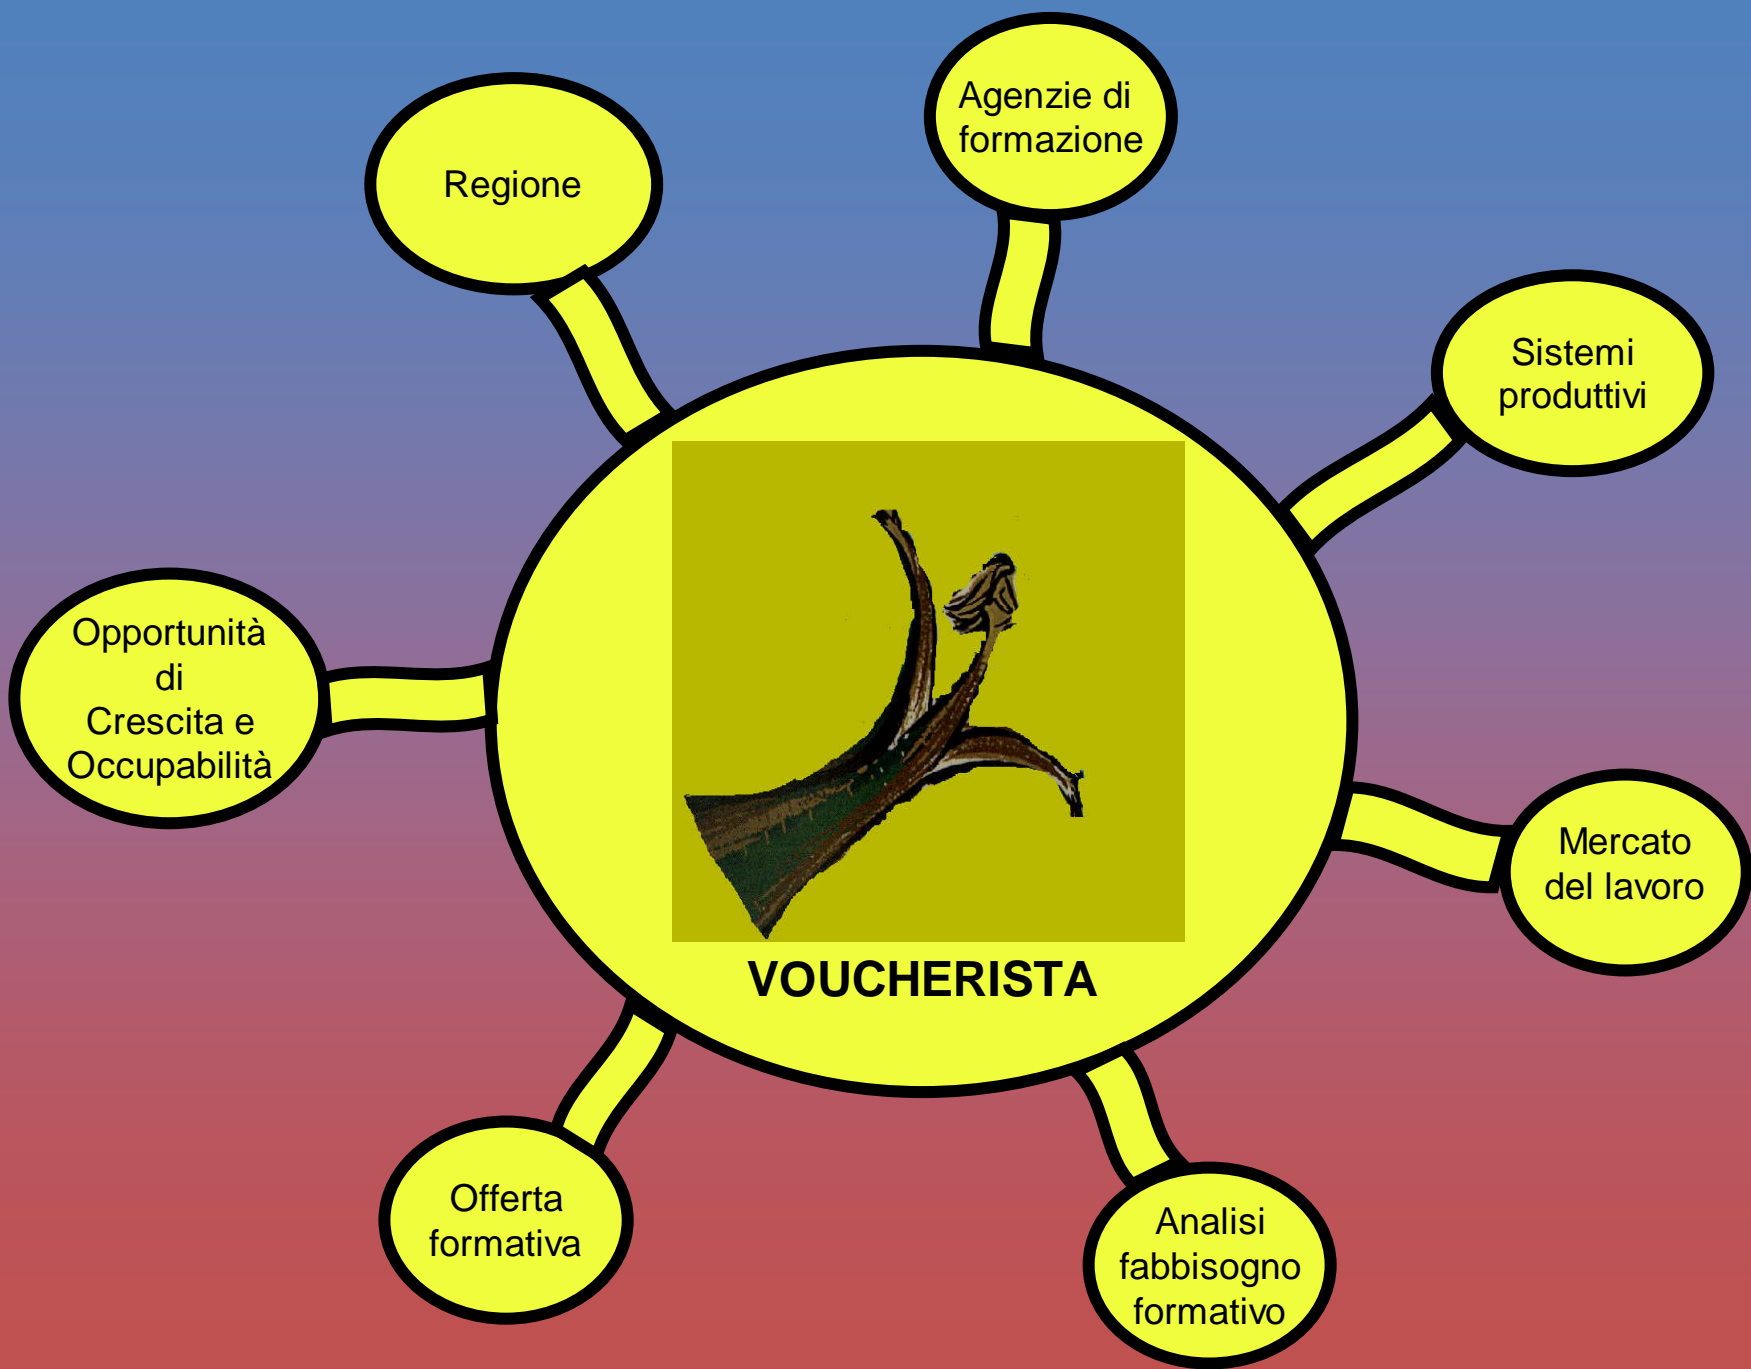 Agenzie di
formazione
Regione
Sistemi
produttivi
Opportunità
di
Crescita e
Occupabilità
Mercato
del lavoro
VOUCHERISTA
Offerta
formativa
Analisi
fabbisogno
formativo